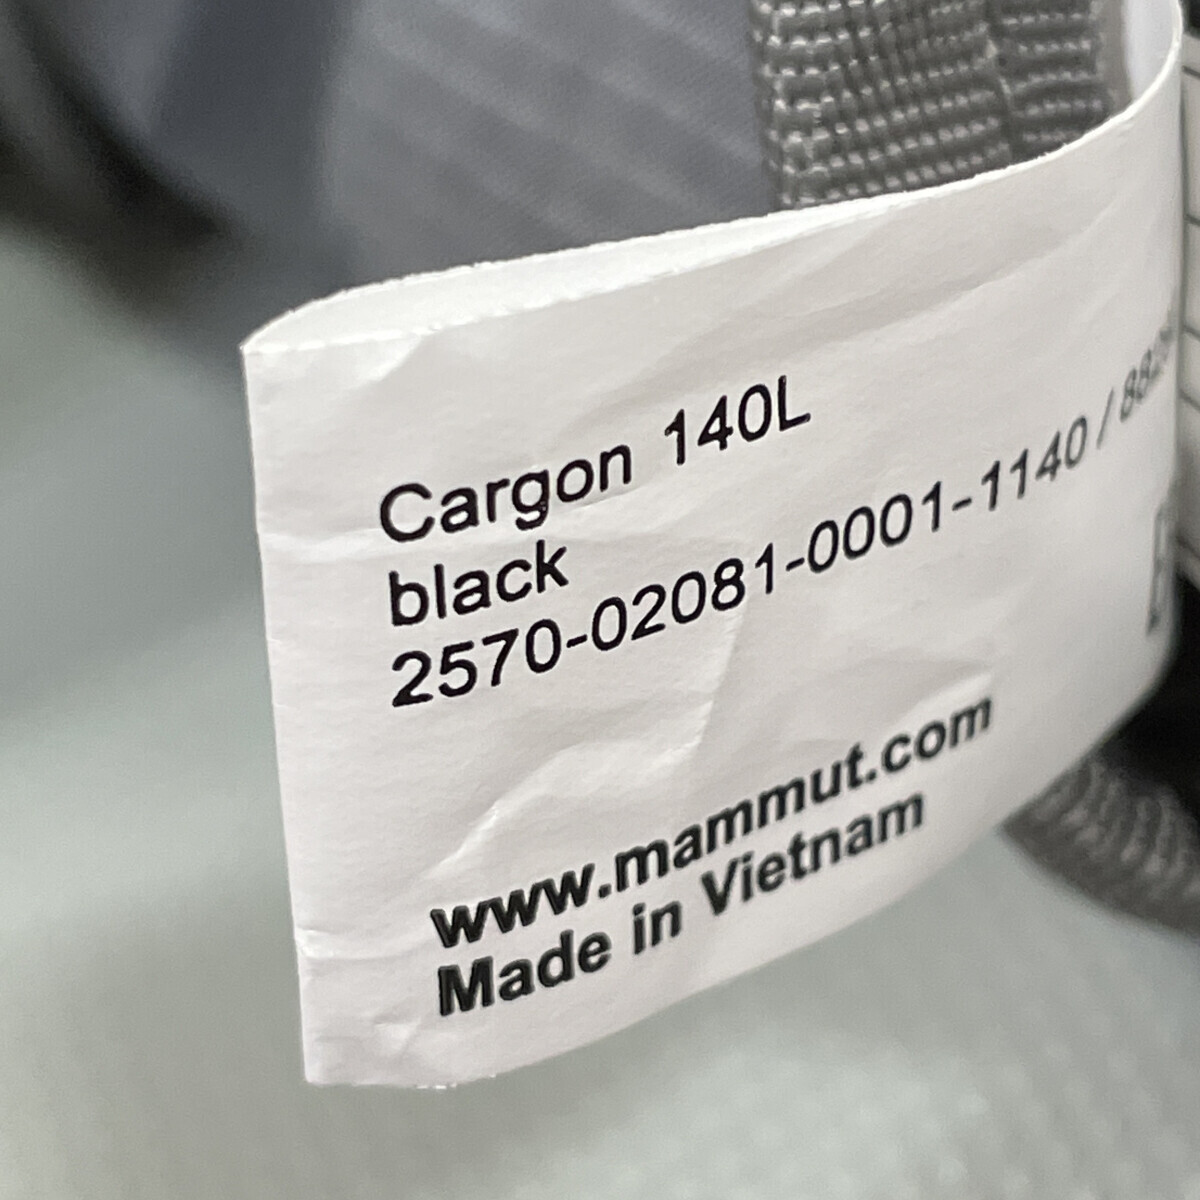 Cargon 140L
black
2570-02081-0001-1140 /
www.mammut.com
Made in Vietnam